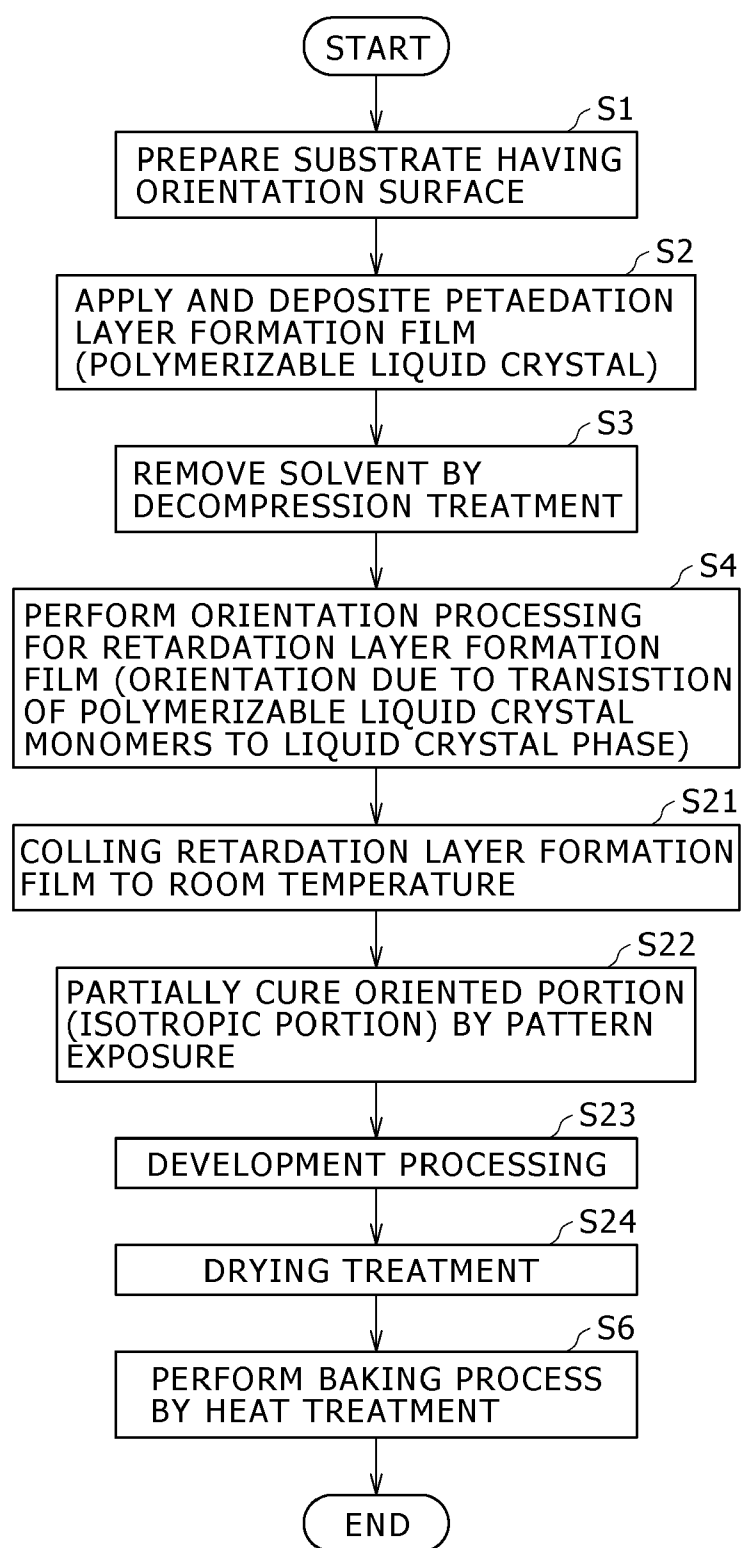 START
S1
PREPARE SUBSTRATE HAVING
ORIENTATION SURFACE
S2
APPLY AND DEPOSITE PETAEDATION
LAYER FORMATION FILM
(POLYMERIZABLE LIQUID CRYSTAL)
S3
REMOVE SOLVENT BY
DECOMPRESSION TREATMENT
S4
PERFORM ORIENTATION PROCESSING
FOR RETARDATION LAYER FORMATION
FILM (ORIENTATION DUE TO TRANSISTION
OF POLYMERIZABLE LIQUID CRYSTAL
MONOMERS TO LIQUID CRYSTAL PHASE)
S21
COLLING RETARDATION LAYER FORMATION
FILM TO ROOM TEMPERATURE
S22
PARTIALLY CURE ORIENTED PORTION
(ISOTROPIC PORTION) BY PATTERN
EXPOSURE
S23
DEVELOPMENT PROCESSING
S24
DRYING TREATMENT
S6
PERFORM BAKING PROCESS
BY HEAT TREATMENT
END